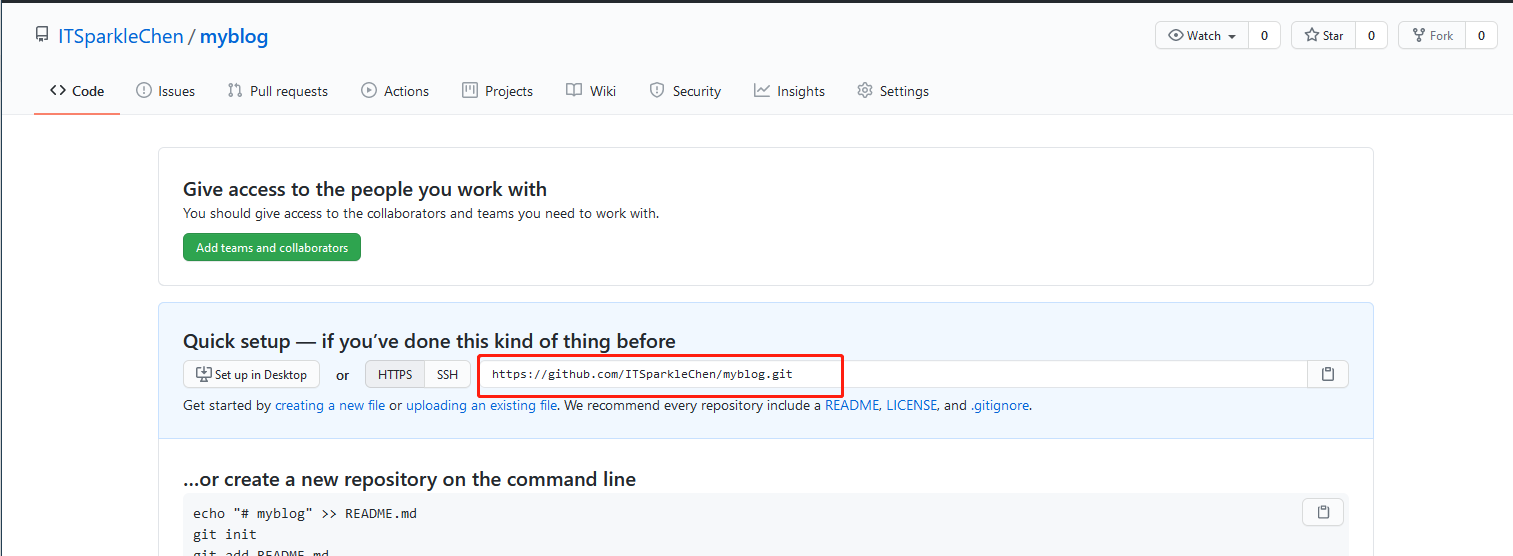 ITSparkleChen / myblog
Watch 0 Star 0 Fork 0
Code Issues Pull requests Actions Projects Wiki Security Insights Settings
Give access to the people you work with
You should give access to the collaborators and teams you need to work with.
Add teams and collaborators
Quick setup — if you’ve done this kind of thing before
Set up in Desktop or HTTPS SSH https://github.com/ITSparkleChen/myblog.git
Get started by creating a new file or uploading an existing file. We recommend every repository include a README, LICENSE, and .gitignore.
...or create a new repository on the command line
echo "# myblog" >> README.md
git init
git add README.md